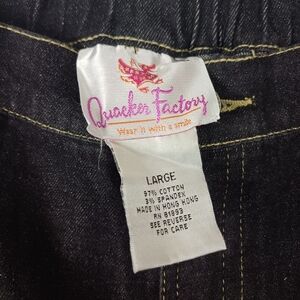 Quacker Factory
Wear it with a smile
LARGE
97% COTTON
3% SPANDEX
MADE IN HONG KONG
RN 81893
SEE REVERSE
FOR CARE